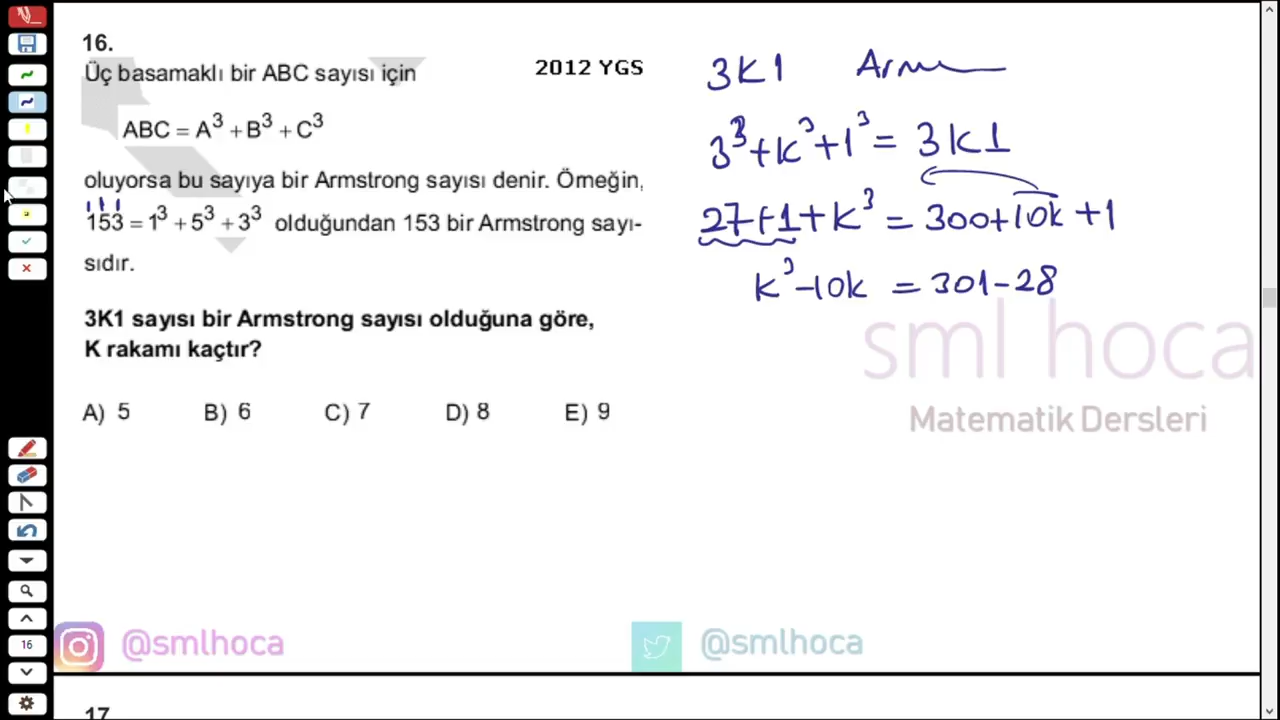 16.
Üç basamaklı bir ABC sayısı için
2012 YGS
ABC = A³ + B³ + C³
oluyorsa bu sayıya bir Armstrong sayısı denir. Örneğin,
153 = 1³ + 5³ + 3³ olduğundan 153 bir Armstrong sayı-
sıdır.
3K1 sayısı bir Armstrong sayısı olduğuna göre,
K rakamı kaçtır?
A) 5 B) 6 C) 7 D) 8 E) 9
3K1 Arm
3³ + K³ + 1³ = 3K1
27+1 + K³ = 300+10K +1
K³ - 10K = 301 - 28
sml hoca
Matematik Dersleri
@smlhoca @smlhoca
16
17